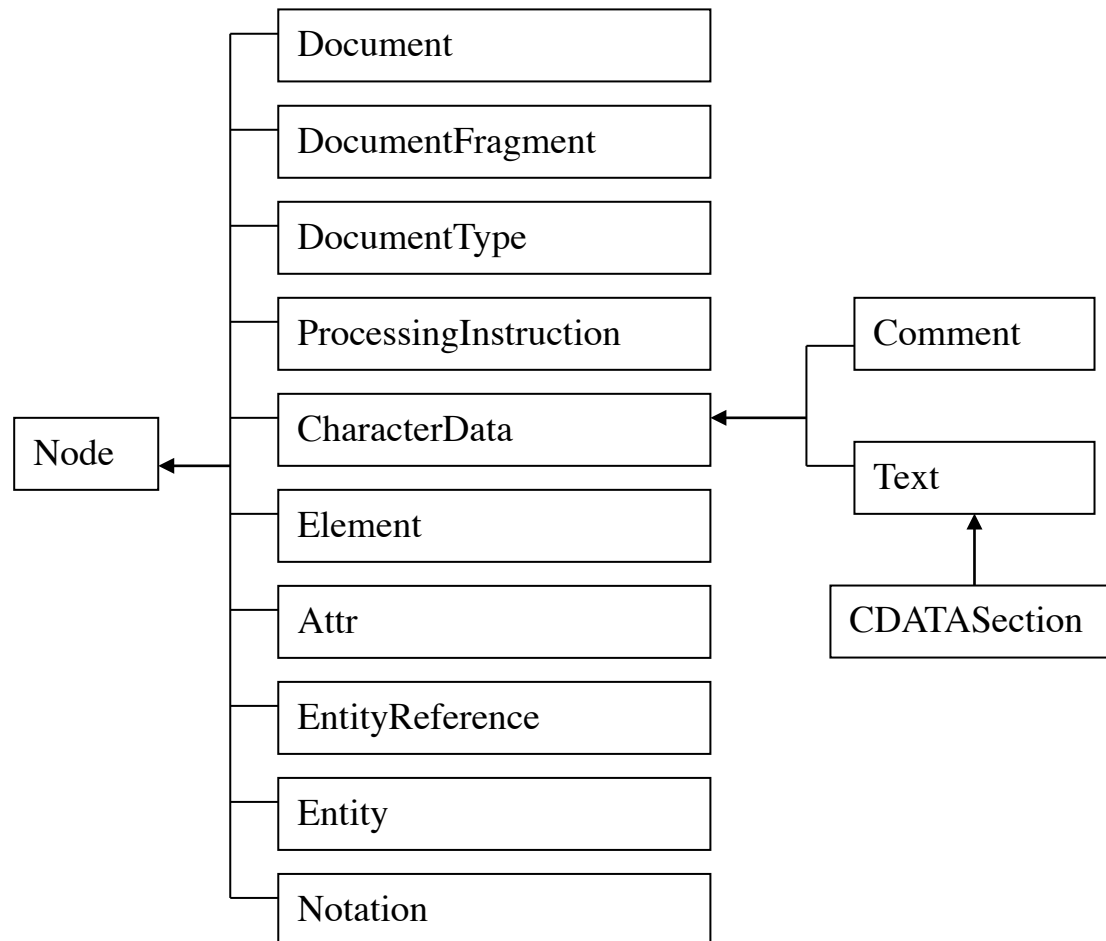 Document
DocumentFragment
DocumentType
ProcessingInstruction
Comment
CharacterData
Node
Text
Element
Attr
CDATASection
EntityReference
Entity
Notation